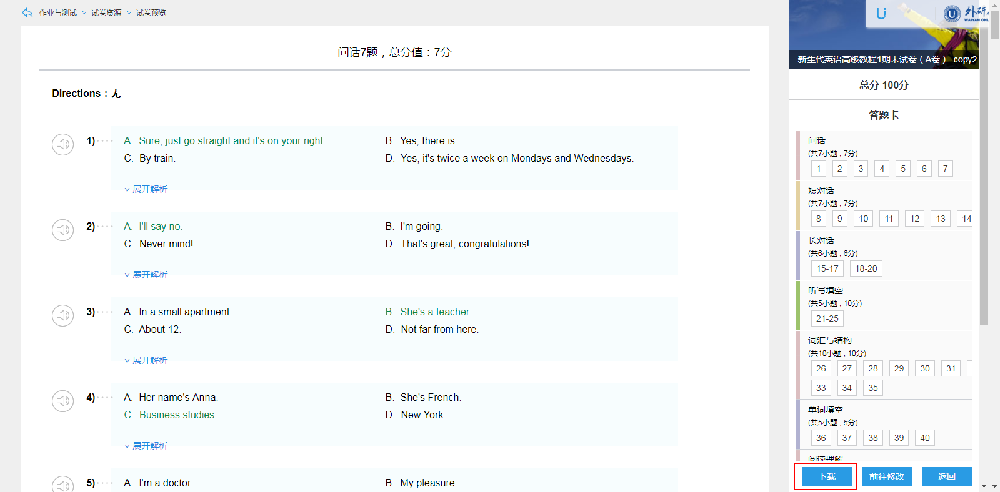 作业与测试 > 试卷资源 > 试卷预览
问话7题，总分值：7分
Directions：无
1) A. Sure, just go straight and it's on your right. B. Yes, there is.
C. By train. D. Yes, it's twice a week on Mondays and Wednesdays.
展开解析
2) A. I'll say no. B. I'm going.
C. Never mind! D. That's great, congratulations!
展开解析
3) A. In a small apartment. B. She's a teacher.
C. About 12. D. Not far from here.
展开解析
4) A. Her name's Anna. B. She's French.
C. Business studies. D. New York.
展开解析
5) A. I'm a doctor. B. My pleasure.
Ui 外研
WAIYAN ONL
新生代英语高级教程1期末试卷（A卷）_copy2
总分 100分
答题卡
问话
(共7小题 , 7分)
1 2 3 4 5 6 7
短对话
(共7小题 , 7分)
8 9 10 11 12 13 14
长对话
(共6小题 , 6分)
15-17 18-20
听写填空
(共5小题 , 10分)
21-25
词汇与结构
(共10小题 , 10分)
26 27 28 29 30 31
33 34 35
单词填空
(共5小题 , 5分)
36 37 38 39 40
阅读理解
下载 前往修改 返回